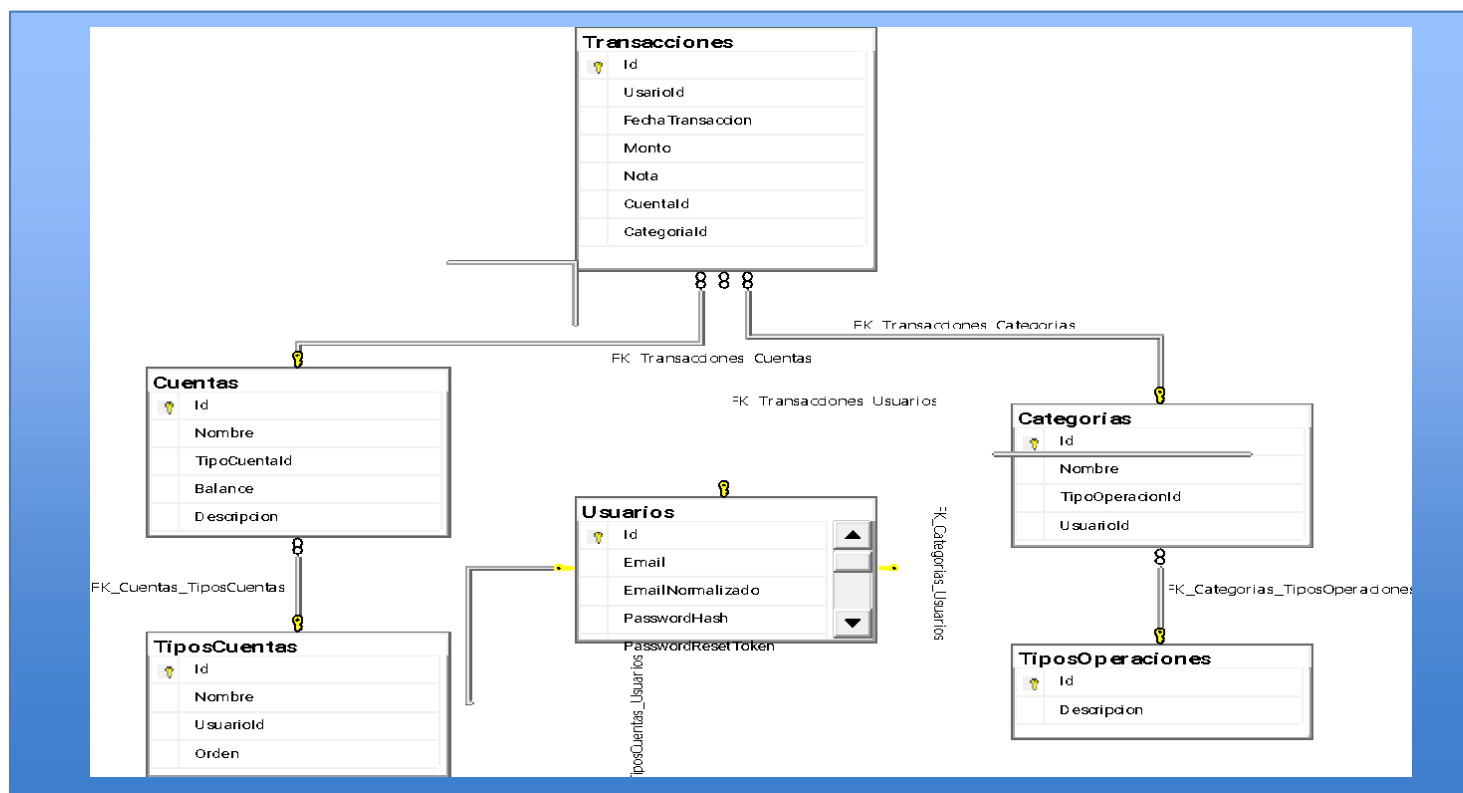 Transacciones
Id
UsarioId
FechaTransaccion
Monto
Nota
CuentaId
CategoriaId
FK_Transacciones_Categorias
FK_Transacciones_Cuentas
Cuentas
Id
Nombre
TipoCuentaId
Balance
Descripcion
FK_Transacciones_Usuarios
Categorias
Id
Nombre
TipoOperacionId
UsuarioId
Usuarios
Id
Email
EmailNormalizado
PasswordHash
PasswordResetToken
FK_Categorias_Usuarios
FK_Cuentas_TiposCuentas
FK_Categorias_TiposOperaciones
TiposCuentas
Id
Nombre
UsuarioId
Orden
iposCuentas_Usuarios
TiposOperaciones
Id
Descripcion